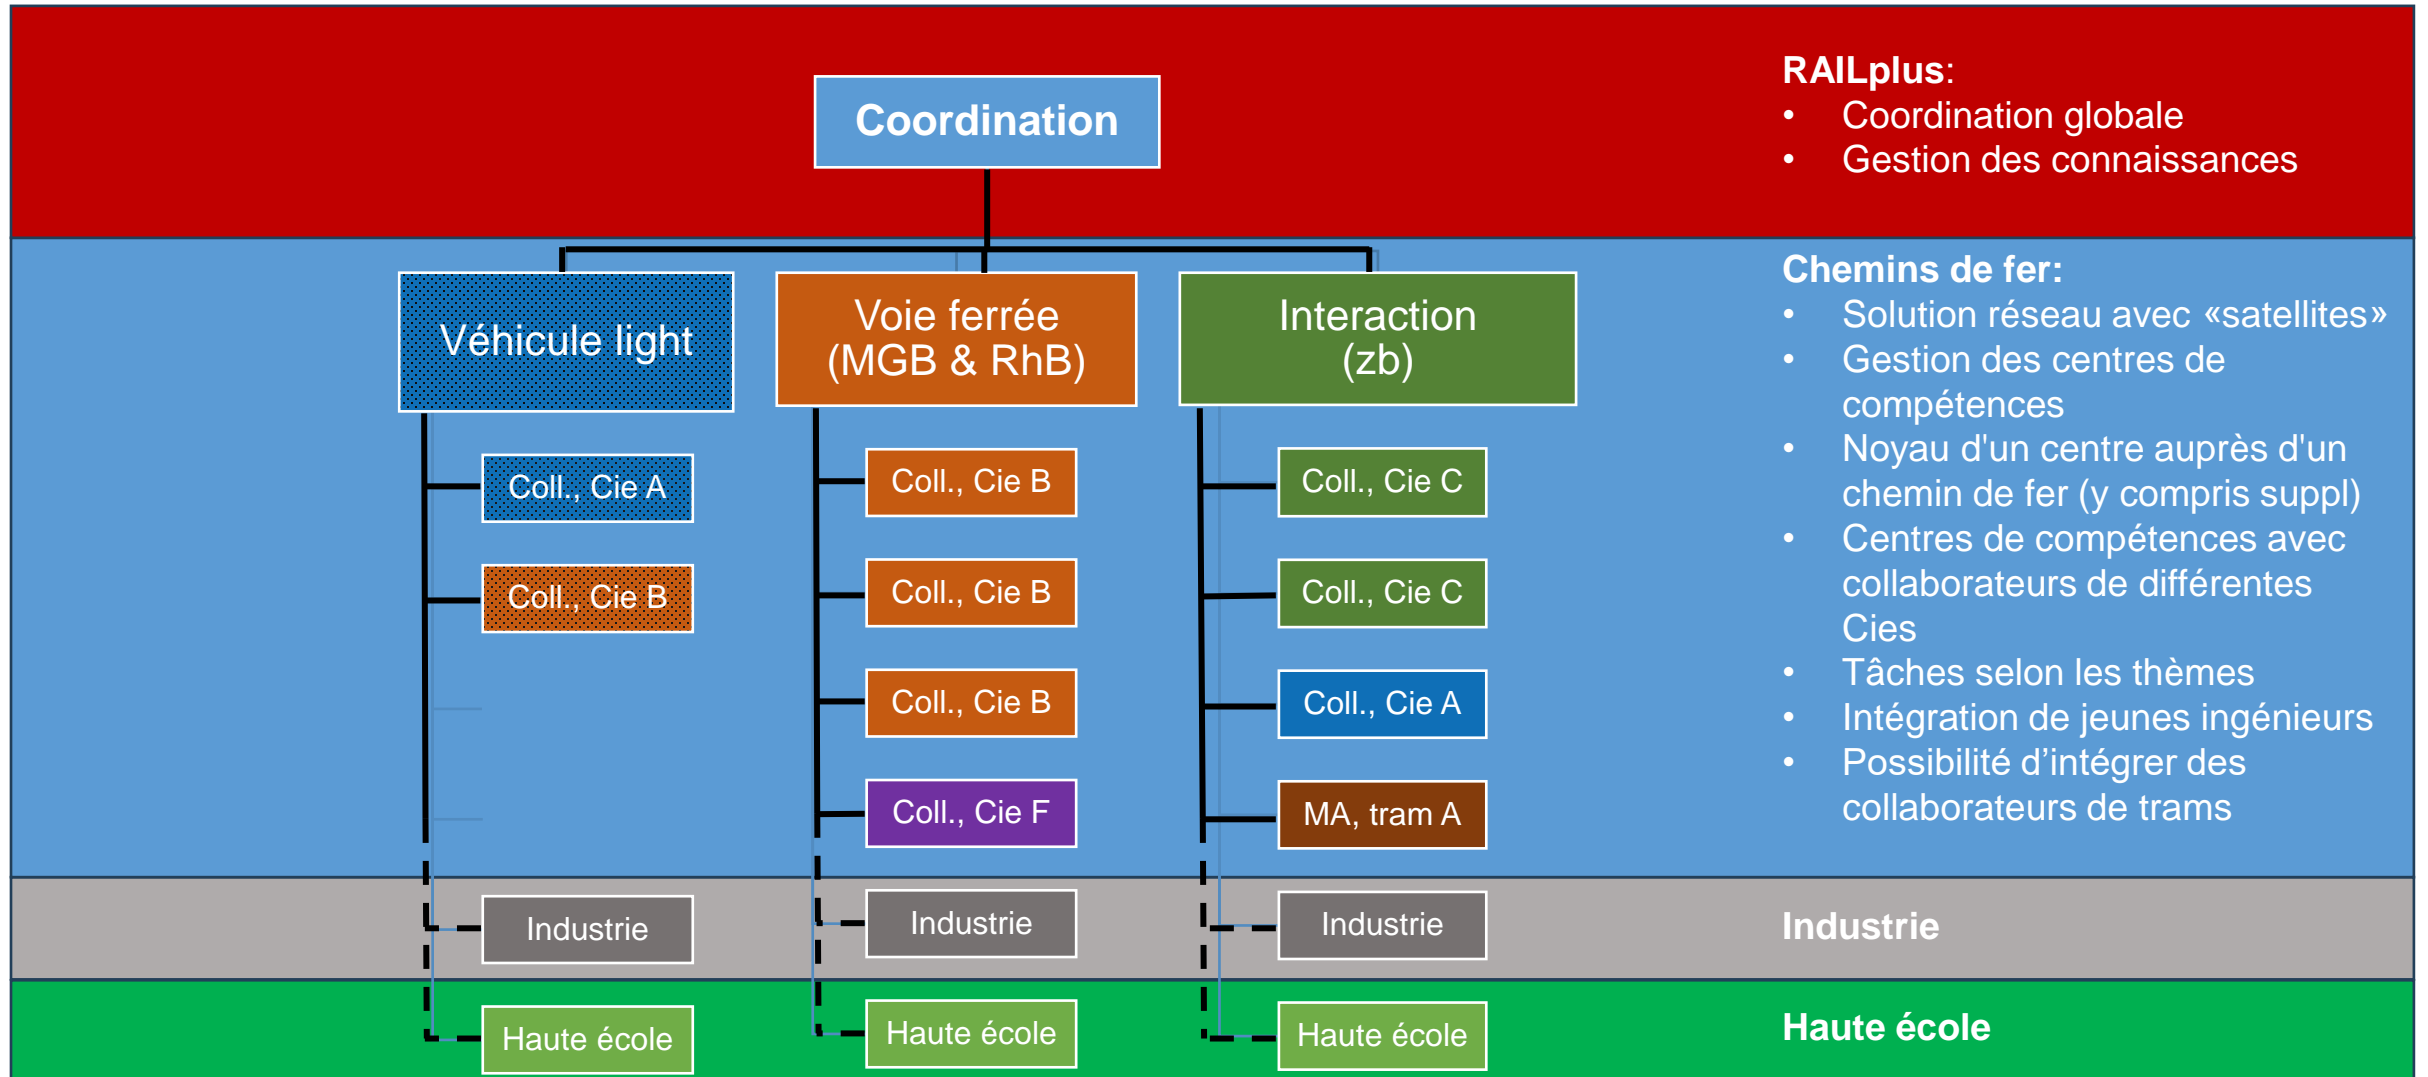 Coordination
RAILplus:
• Coordination globale
• Gestion des connaissances
Véhicule light
Voie ferrée
(MGB & RhB)
Interaction
(zb)
Coll., Cie A
Coll., Cie B
Coll., Cie B
Coll., Cie B
Coll., Cie B
Coll., Cie F
Coll., Cie C
Coll., Cie C
Coll., Cie A
MA, tram A
Chemins de fer:
• Solution réseau avec «satellites»
• Gestion des centres de
compétences
• Noyau d'un centre auprès d'un
chemin de fer (y compris suppl)
• Centres de compétences avec
collaborateurs de différentes
Cies
• Tâches selon les thèmes
• Intégration de jeunes ingénieurs
• Possibilité d’intégrer des
collaborateurs de trams
Industrie
Industrie
Industrie
Industrie
Haute école
Haute école
Haute école
Haute école